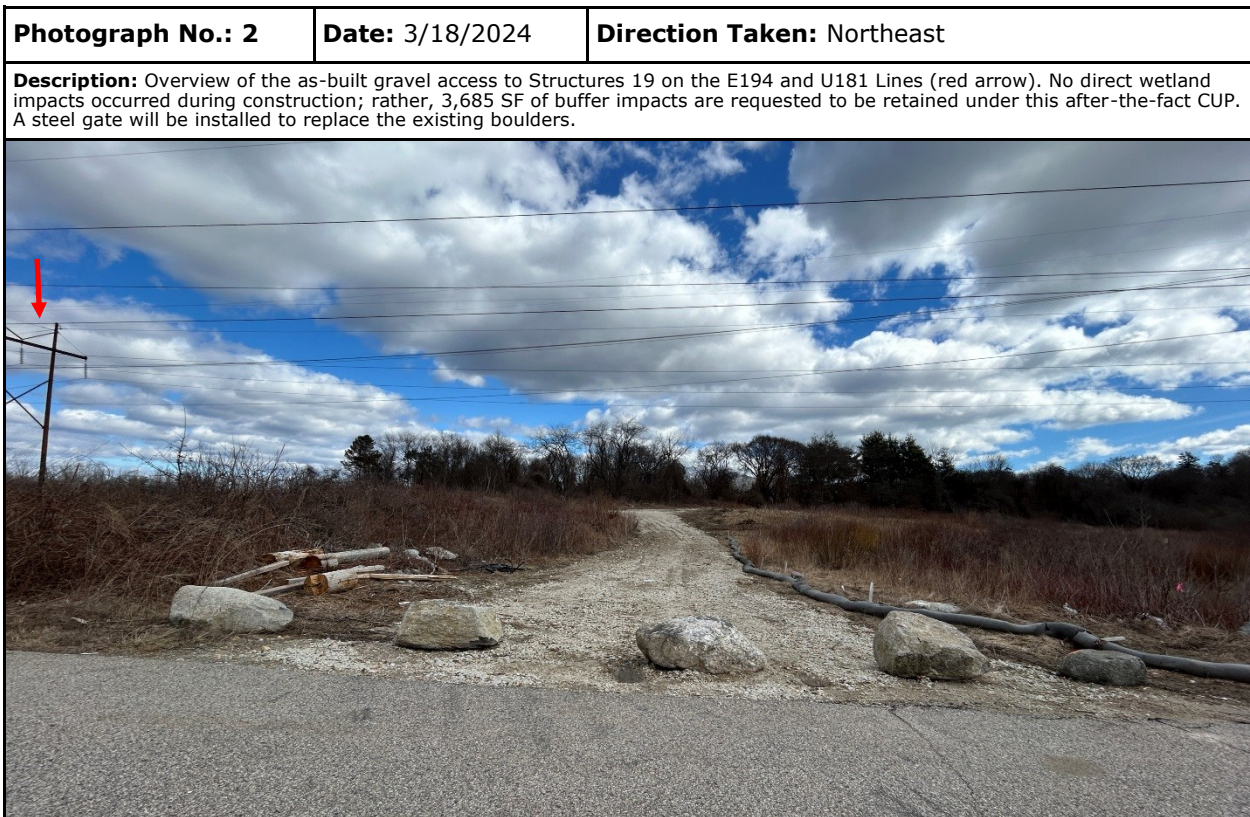 Photograph No.: 2 Date: 3/18/2024 Direction Taken: Northeast
Description: Overview of the as-built gravel access to Structures 19 on the E194 and U181 Lines (red arrow). No direct wetland
impacts occurred during construction; rather, 3,685 SF of buffer impacts are requested to be retained under this after-the-fact CUP.
A steel gate will be installed to replace the existing boulders.